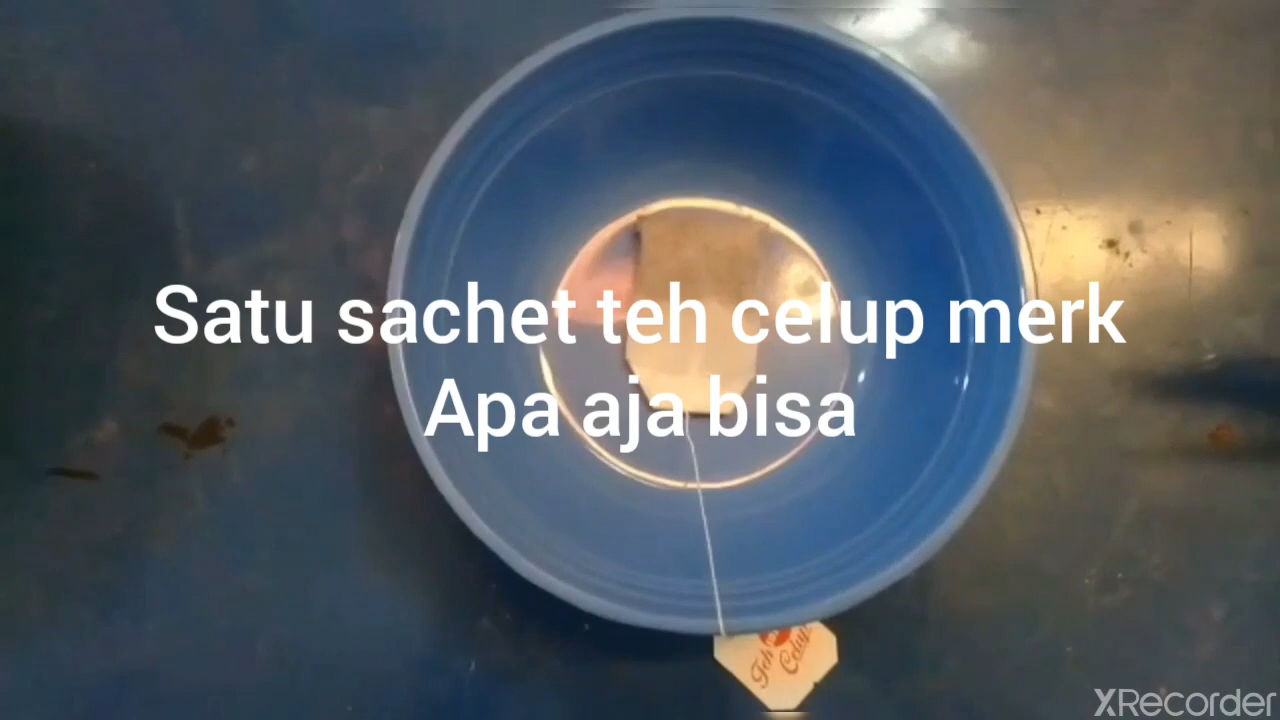 Satu sachet teh celup merk
Apa aja bisa
Teh
Celup
XRecorder